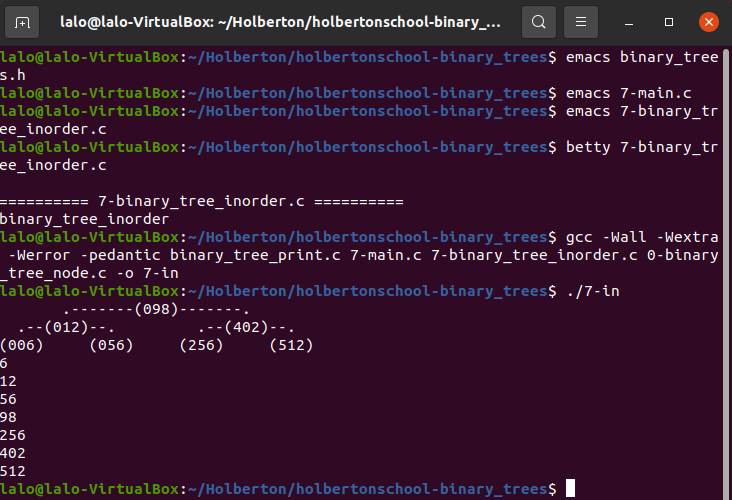 lalo@lalo-VirtualBox: ~/Holberton/holbertonschool-binary_...
lalo@lalo-VirtualBox:~/Holberton/holbertonschool-binary_trees$ emacs binary_tree
s.h
lalo@lalo-VirtualBox:~/Holberton/holbertonschool-binary_trees$ emacs 7-main.c
lalo@lalo-VirtualBox:~/Holberton/holbertonschool-binary_trees$ emacs 7-binary_tr
ee_inorder.c
lalo@lalo-VirtualBox:~/Holberton/holbertonschool-binary_trees$ betty 7-binary_tr
ee_inorder.c

========== 7-binary_tree_inorder.c ==========
binary_tree_inorder
lalo@lalo-VirtualBox:~/Holberton/holbertonschool-binary_trees$ gcc -Wall -Wextra
 -Werror -pedantic binary_tree_print.c 7-main.c 7-binary_tree_inorder.c 0-binary
_tree_node.c -o 7-in
lalo@lalo-VirtualBox:~/Holberton/holbertonschool-binary_trees$ ./7-in
       .-------(098)-------.
  .--(012)--.         .--(402)--.
(006)     (056)     (256)     (512)
6
12
56
98
256
402
512
lalo@lalo-VirtualBox:~/Holberton/holbertonschool-binary_trees$